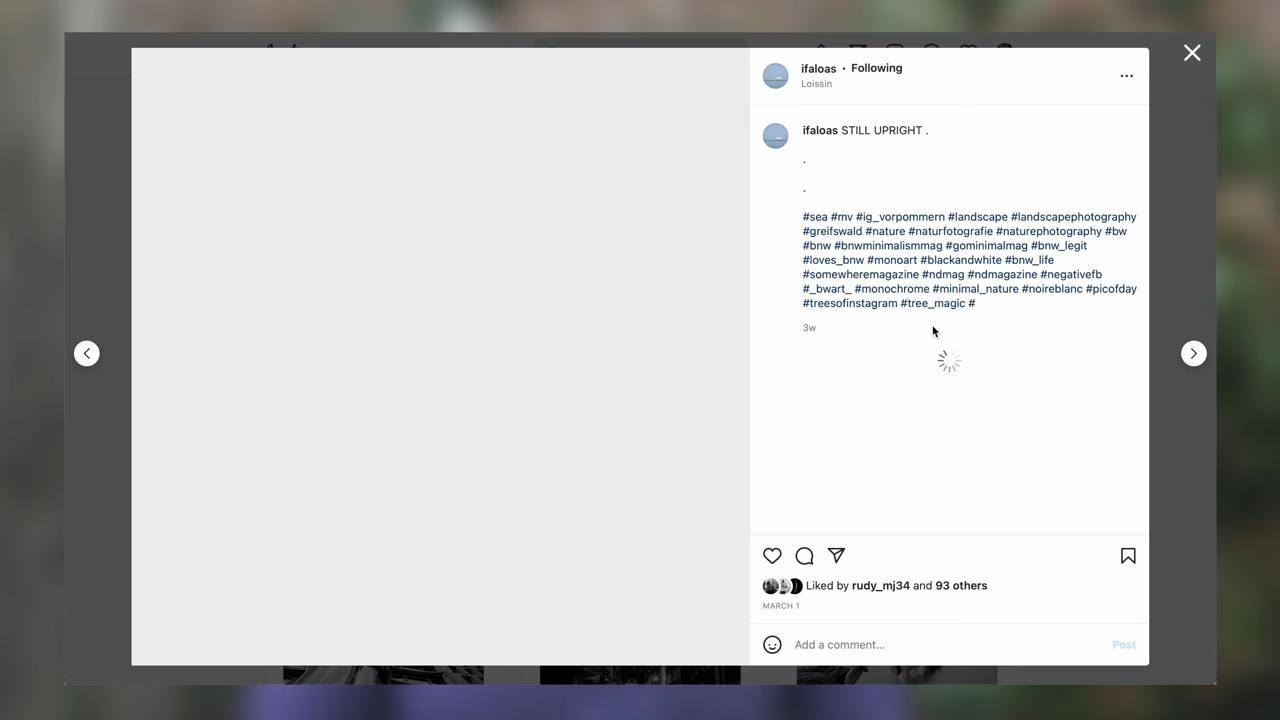 ifaloas • Following
Loissin
ifaloas STILL UPRIGHT .
.
.
#sea #mv #ig_vorpommern #landscape #landscapephotography
#greifswald #nature #naturfotografie #naturephotography #bw
#bnw #bnwminimalismmag #gominimalmag #bnw_legit
#loves_bnw #monoart #blackandwhite #bnw_life
#somewheremagazine #ndmag #ndmagazine #negativefb
#_bwart_ #monochrome #minimal_nature #noireblanc #picofday
#treesofinstagram #tree_magic #
3w
Liked by rudy_mj34 and 93 others
MARCH 1
Add a comment...
Post